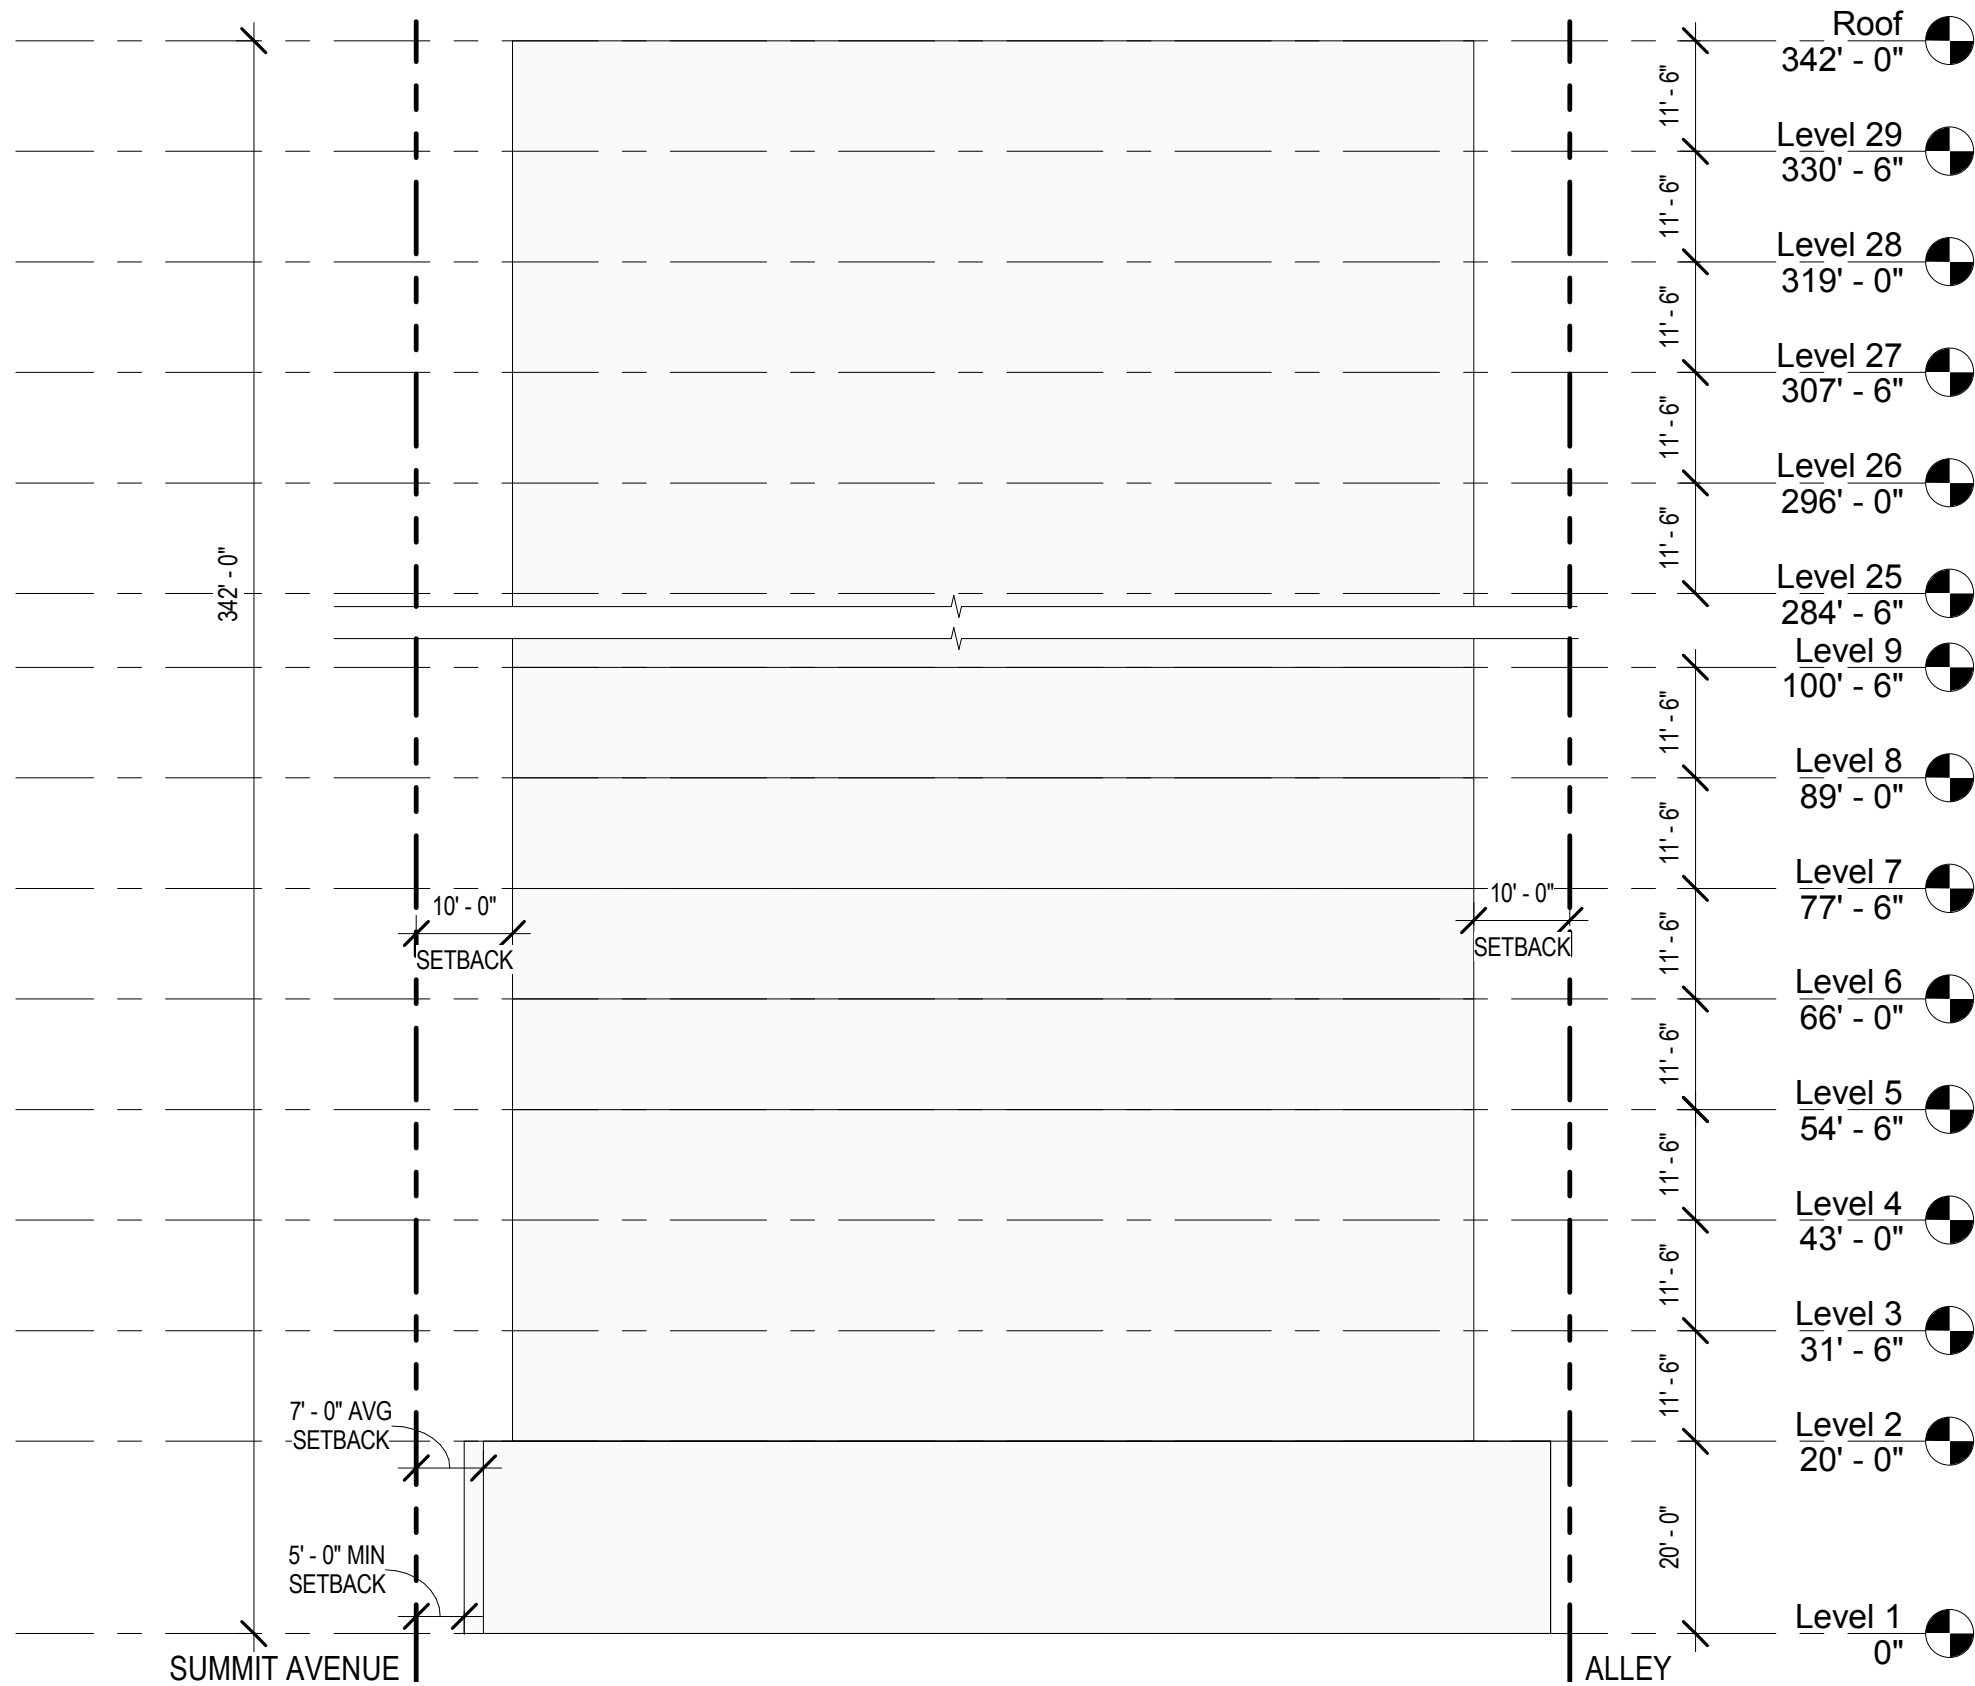 Roof
342' - 0"
11' - 6"
Level 29
330' - 6"
11' - 6"
Level 28
319' - 0"
11' - 6"
Level 27
307' - 6"
11' - 6"
Level 26
296' - 0"
11' - 6"
342' - 0"
Level 25
284' - 6"
Level 9
100' - 6"
11' - 6"
Level 8
89' - 0"
11' - 6"
Level 7
77' - 6"
10' - 0"
SETBACK
10' - 0"
SETBACK
11' - 6"
Level 6
66' - 0"
11' - 6"
Level 5
54' - 6"
11' - 6"
Level 4
43' - 0"
11' - 6"
Level 3
31' - 6"
11' - 6"
7' - 0" AVG
SETBACK
Level 2
20' - 0"
20' - 0"
5' - 0" MIN
SETBACK
Level 1
0"
SUMMIT AVENUE
ALLEY